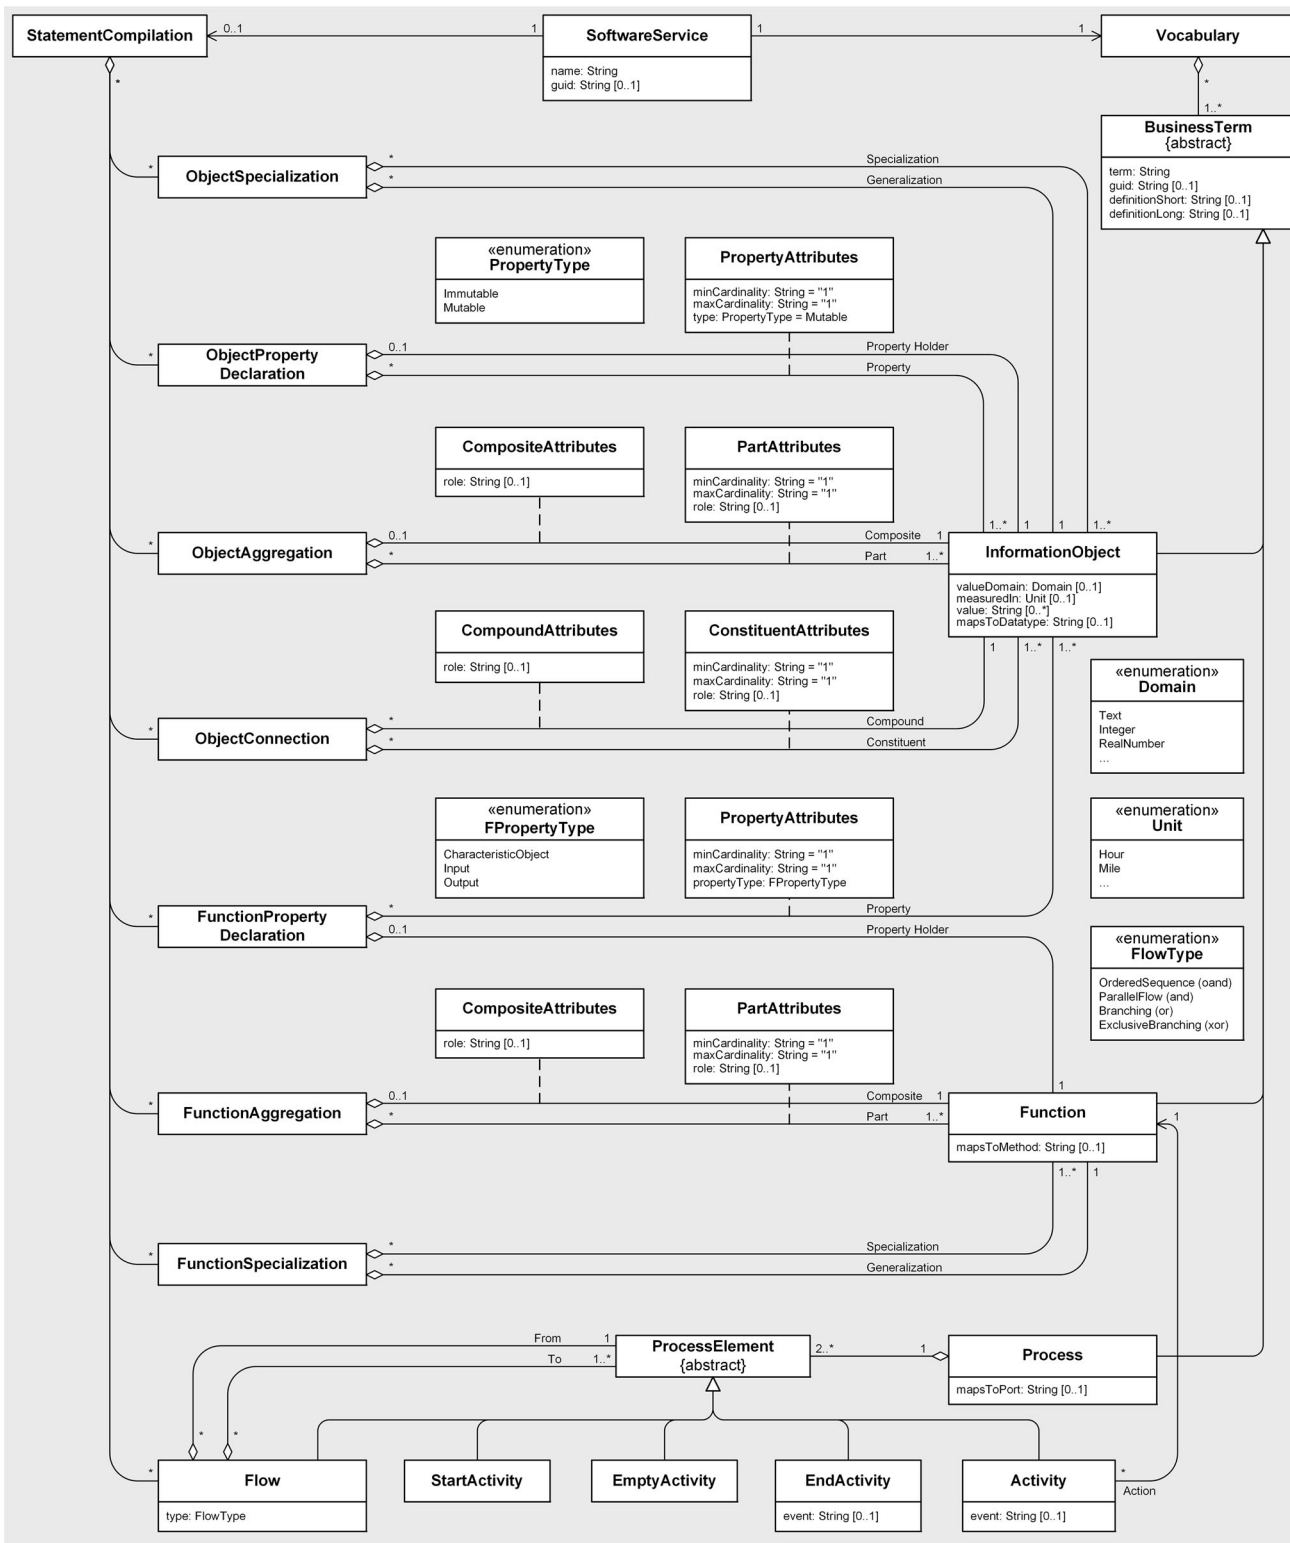 StatementCompilation
0..1
1
SoftwareService
name: String
guid: String [0..1]
1
1
Vocabulary
*
*
1..*
BusinessTerm
{abstract}
term: String
guid: String [0..1]
definitionShort: String [0..1]
definitionLong: String [0..1]
*
ObjectSpecialization
*
Specialization
*
Generalization
«enumeration»
PropertyType
Immutable
Mutable
PropertyAttributes
minCardinality: String = "1"
maxCardinality: String = "1"
type: PropertyType = Mutable
*
ObjectProperty
Declaration
0..1
Property Holder
*
Property
CompositeAttributes
role: String [0..1]
PartAttributes
minCardinality: String = "1"
maxCardinality: String = "1"
role: String [0..1]
1..*
1
1
1..*
*
ObjectAggregation
0..1
Composite
1
*
Part
1..*
InformationObject
valueDomain: Domain [0..1]
measuredIn: Unit [0..1]
value: String [0..*]
mapsToDatatype: String [0..1]
1
1..*
1..*
CompoundAttributes
role: String [0..1]
ConstituentAttributes
minCardinality: String = "1"
maxCardinality: String = "1"
role: String [0..1]
«enumeration»
Domain
Text
Integer
RealNumber
...
*
ObjectConnection
*
Compound
*
Constituent
«enumeration»
FPropertyType
CharacteristicObject
Input
Output
PropertyAttributes
minCardinality: String = "1"
maxCardinality: String = "1"
propertyType: FPropertyType
«enumeration»
Unit
Hour
Mile
...
*
FunctionProperty
Declaration
*
Property
0..1
Property Holder
«enumeration»
FlowType
OrderedSequence (oand)
ParallelFlow (and)
Branching (or)
ExclusiveBranching (xor)
CompositeAttributes
role: String [0..1]
PartAttributes
minCardinality: String = "1"
maxCardinality: String = "1"
role: String [0..1]
1
*
FunctionAggregation
0..1
Composite
1
*
Part
1..*
Function
mapsToMethod: String [0..1]
1
1..*
1
*
FunctionSpecialization
*
Specialization
*
Generalization
From
1
To
1..*
ProcessElement
{abstract}
2..*
1
Process
mapsToPort: String [0..1]
*
*
*
Flow
type: FlowType
StartActivity
EmptyActivity
EndActivity
event: String [0..1]
Activity
event: String [0..1]
*
Action